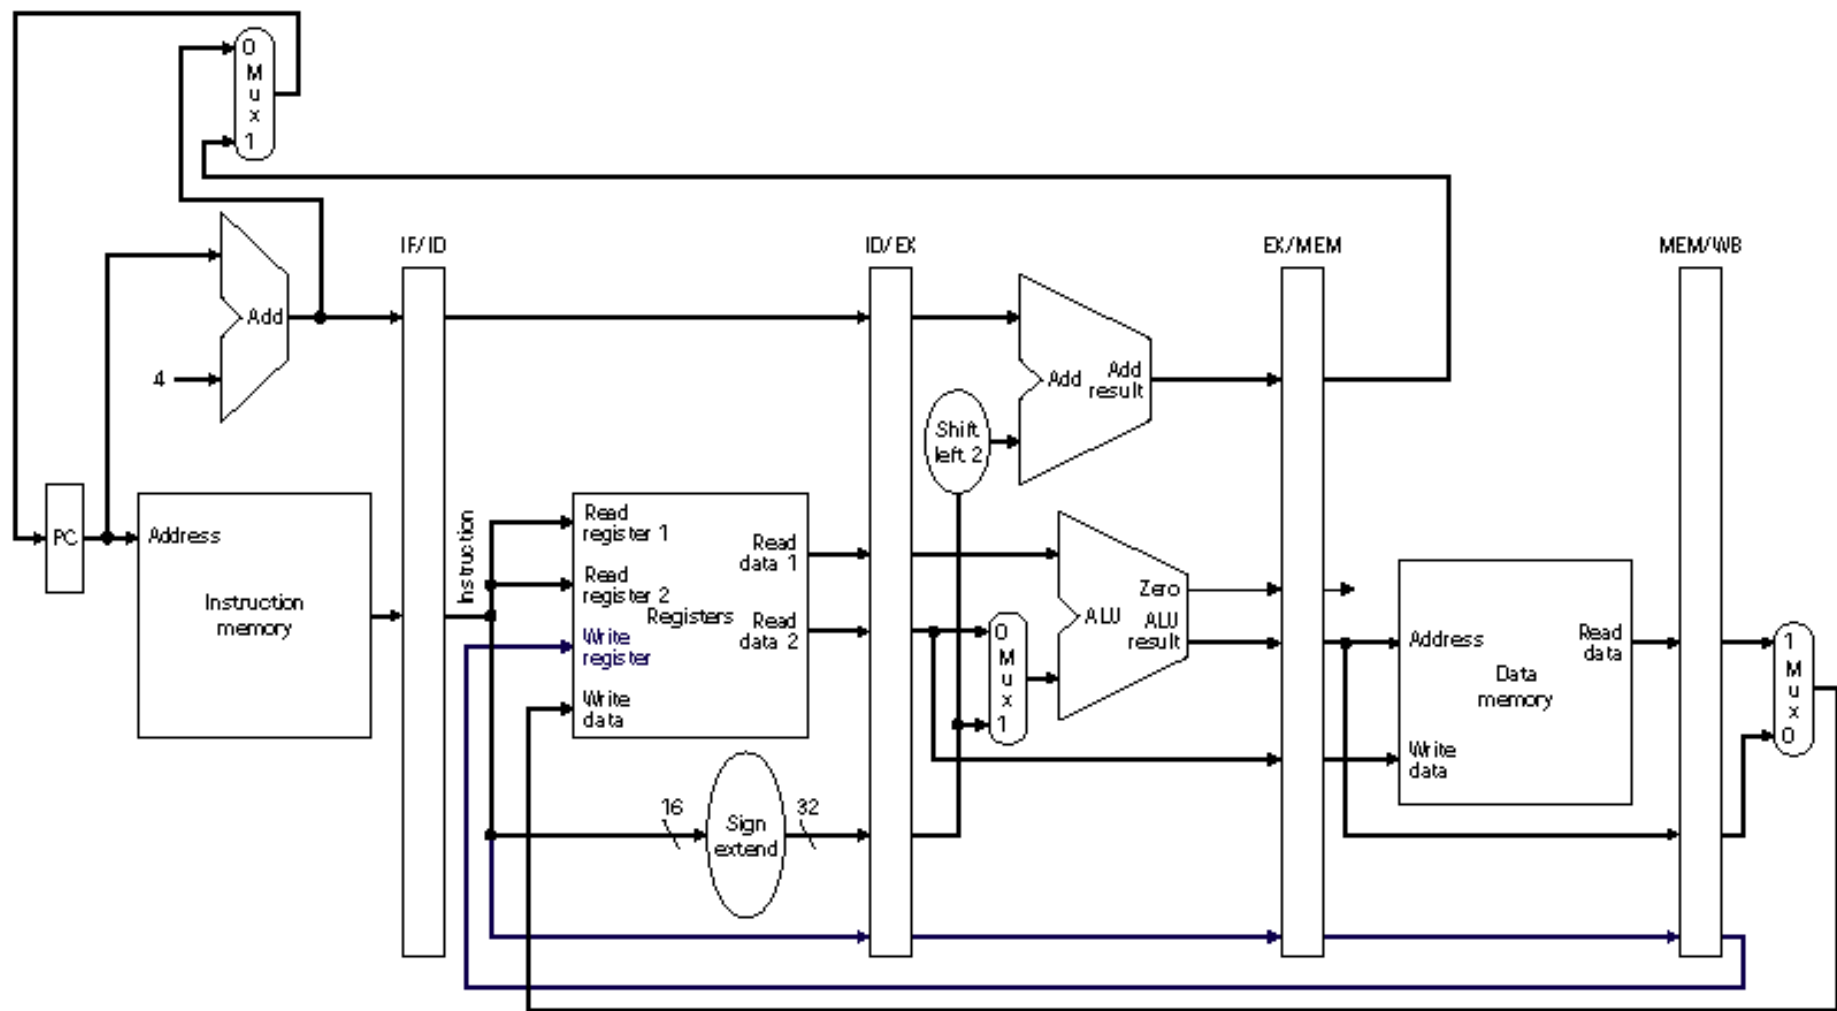 0
M
u
x
1
IF/ID
ID/EX
EX/MEM
MEM/WB
Add
4
Add
Add
result
Shift
left 2
PC
Address
Instruction
memory
Instruction
Read
register 1
Read
register 2
Write
register
Write
data
Registers
Read
data 1
Read
data 2
0
M
u
x
1
Zero
ALU
ALU
result
Address
Read
data
Data
memory
Write
data
1
M
u
x
0
16
Sign
extend
32